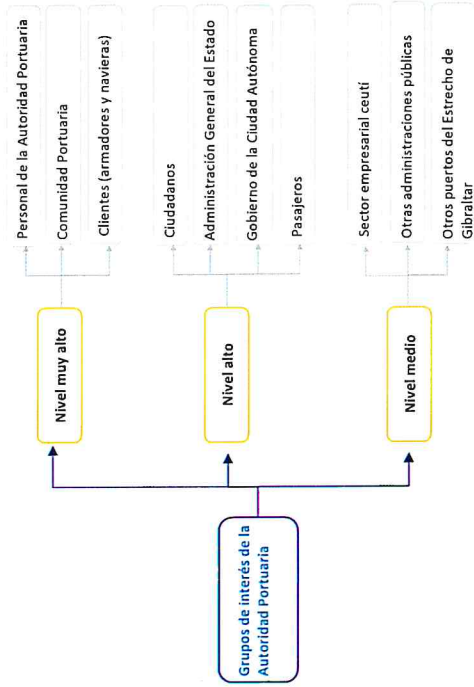 Grupos de interés de la
Autoridad Portuaria
Nivel muy alto
Personal de la Autoridad Portuaria
Comunidad Portuaria
Clientes (armadores y navieras)
Nivel alto
Ciudadanos
Administración General del Estado
Gobierno de la Ciudad Autónoma
Pasajeros
Nivel medio
Sector empresarial ceutí
Otras administraciones públicas
Otros puertos del Estrecho de
Gibraltar